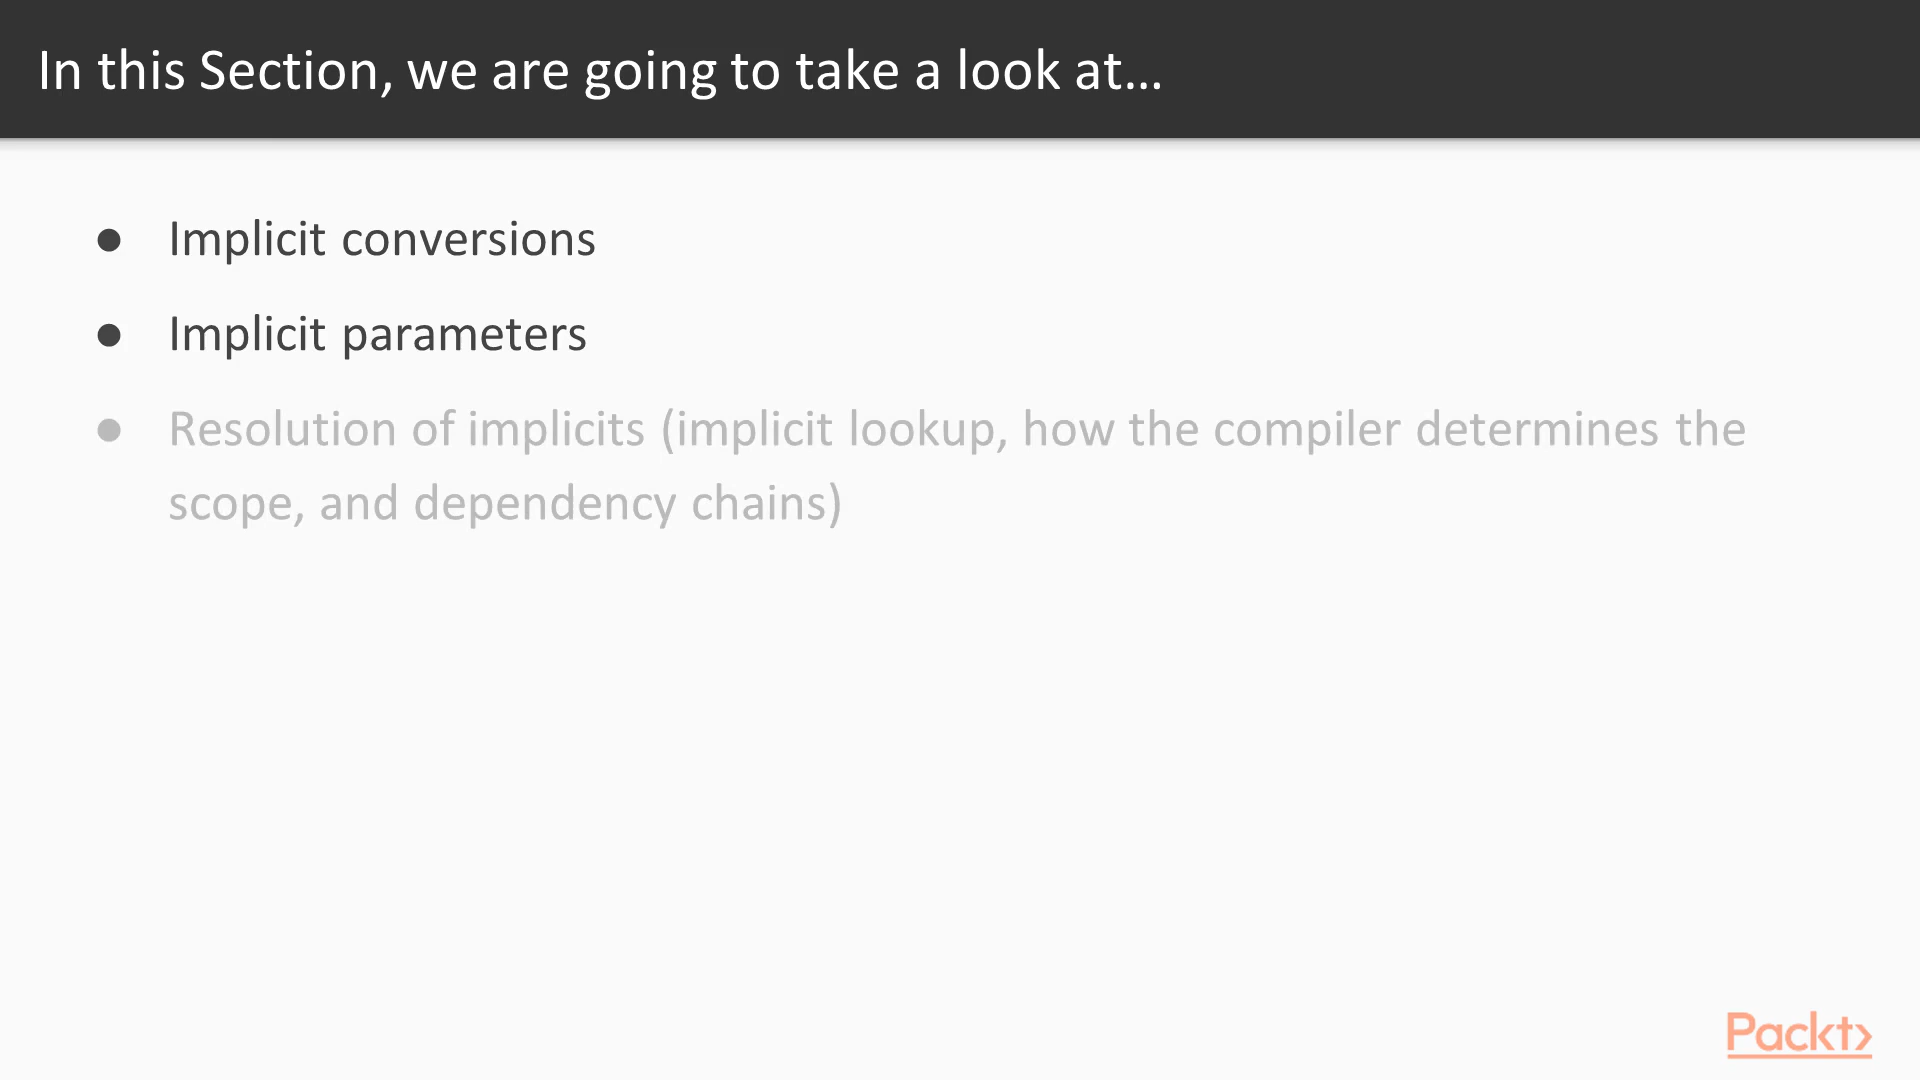 In this Section, we are going to take a look at...
● Implicit conversions
● Implicit parameters
● Resolution of implicits (implicit lookup, how the compiler determines the
scope, and dependency chains)
Packt>